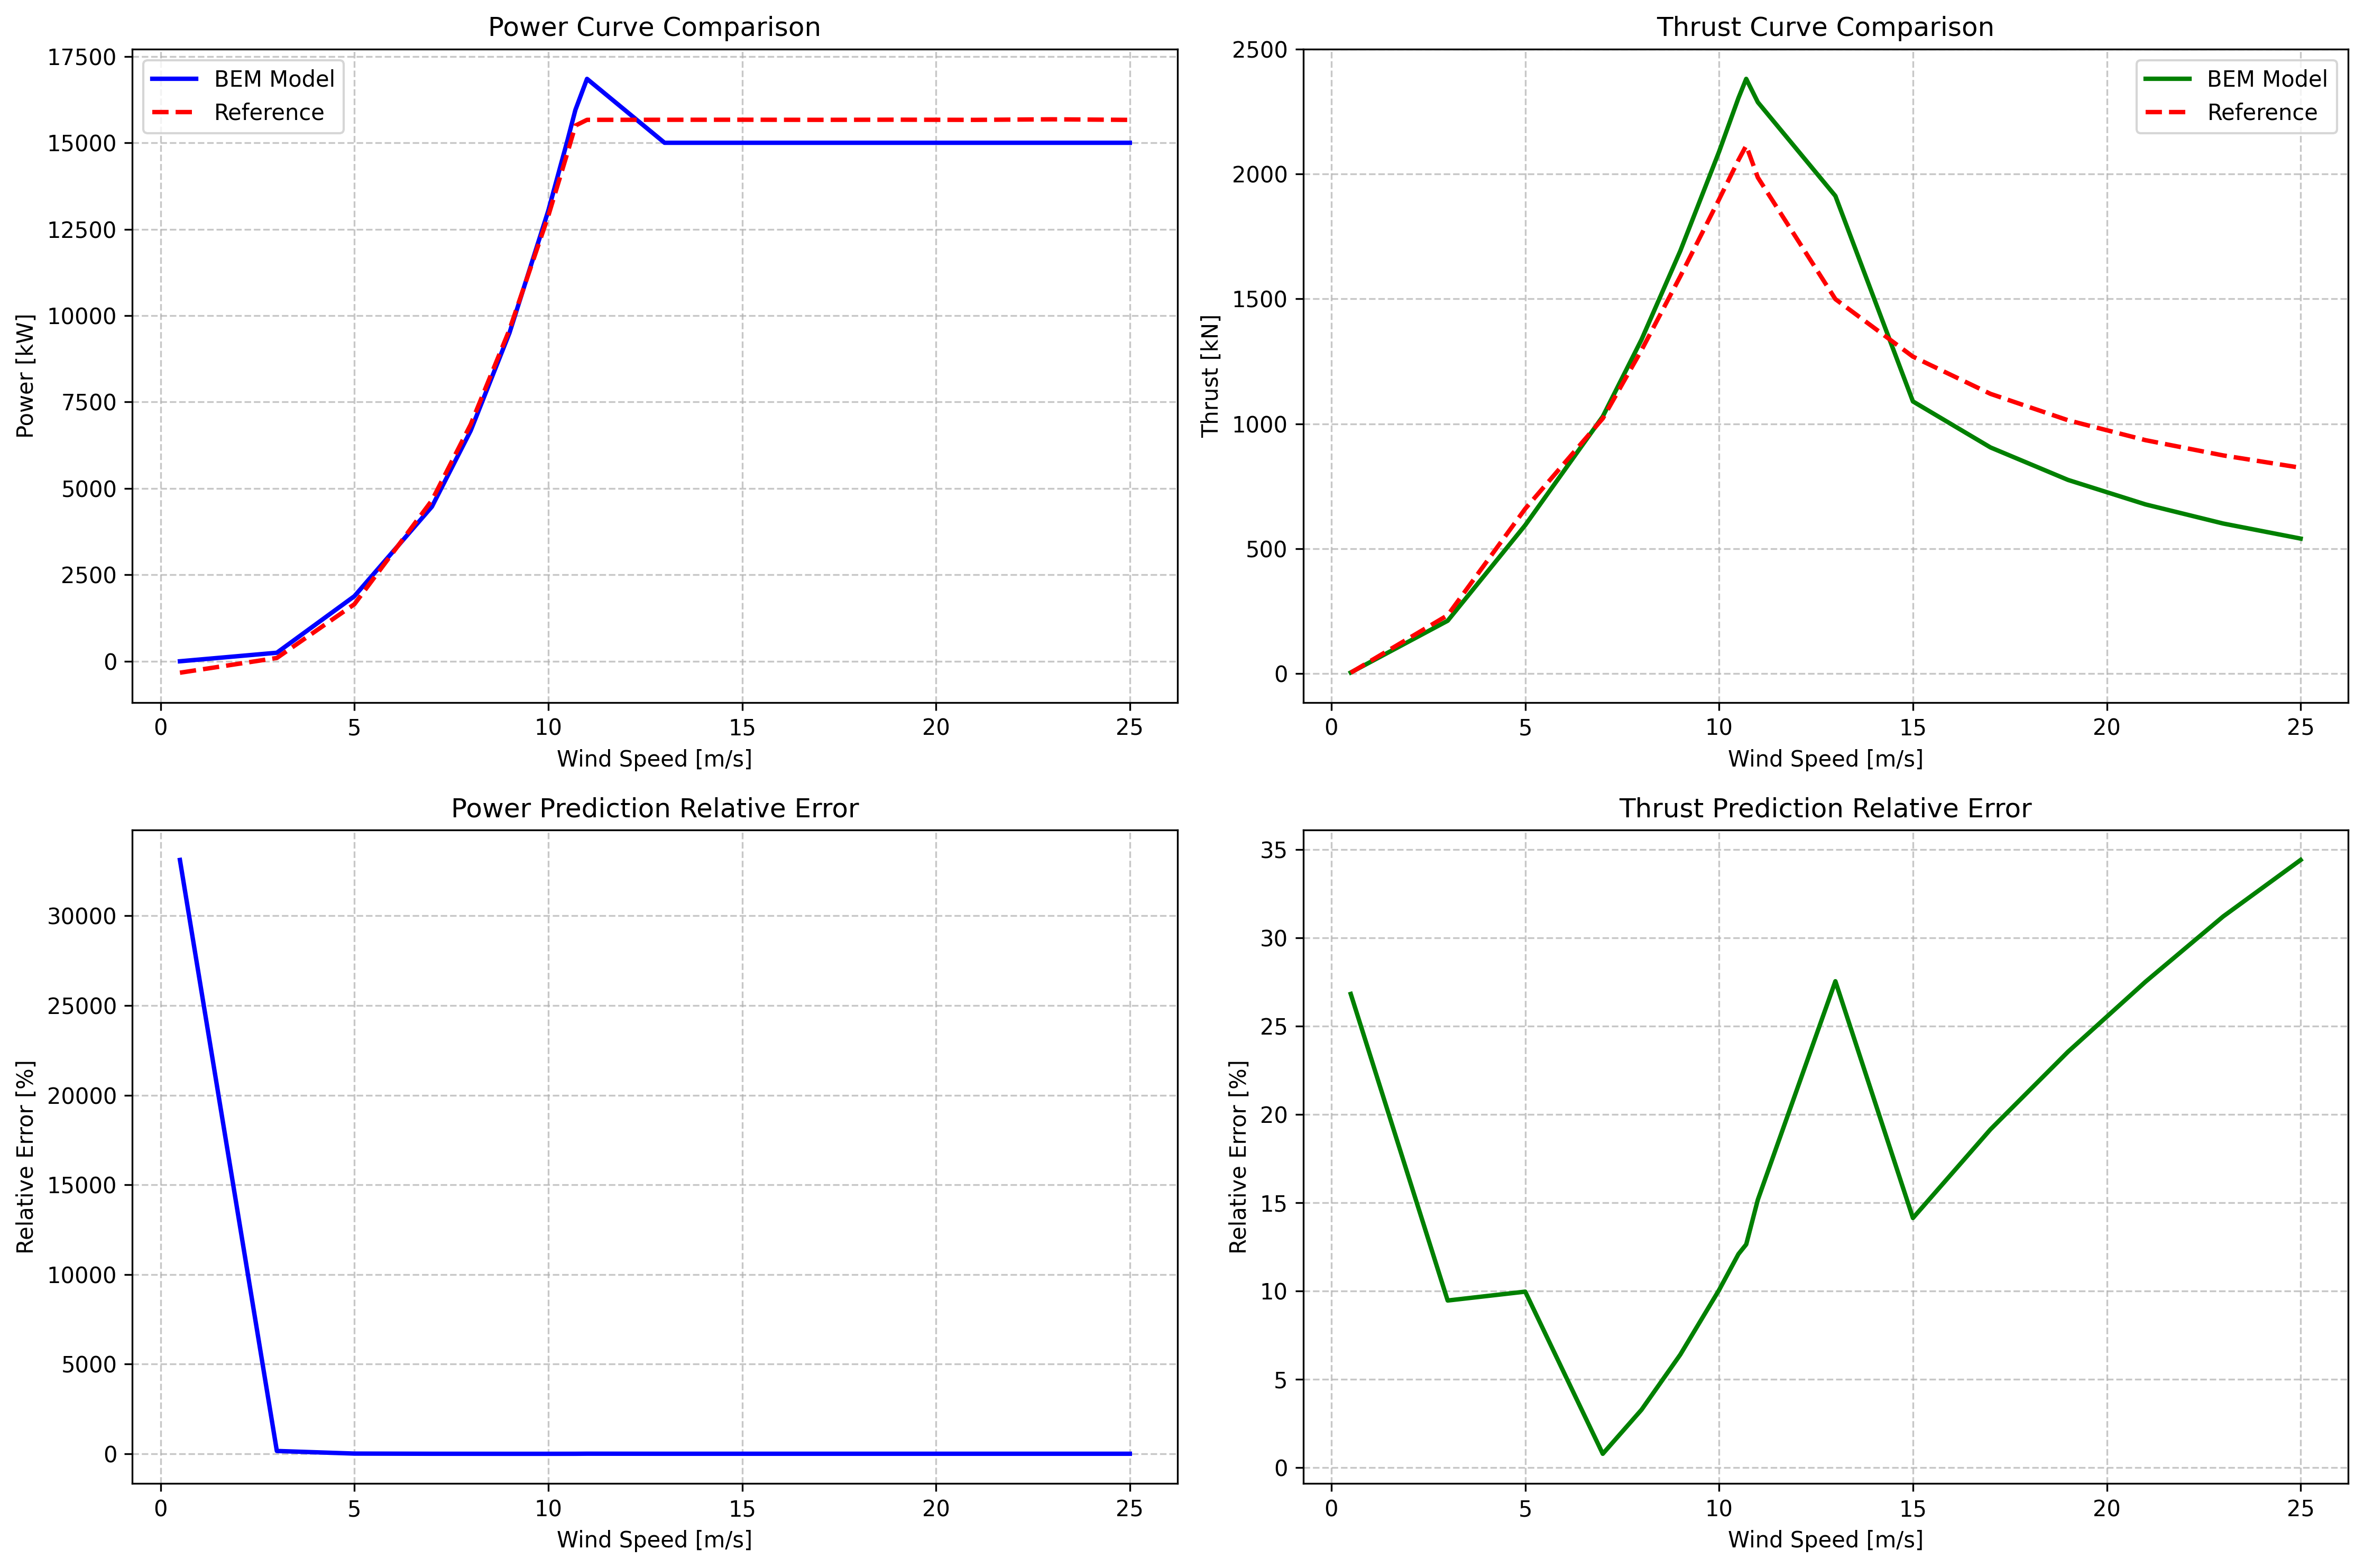 Power Curve Comparison
17500
15000
12500
10000
7500
5000
2500
0
Power [kW]
BEM Model
Reference
0 5 10 15 20 25
Wind Speed [m/s]
Thrust Curve Comparison
2500
2000
1500
1000
500
0
Thrust [kN]
BEM Model
Reference
0 5 10 15 20 25
Wind Speed [m/s]
Power Prediction Relative Error
30000
25000
20000
15000
10000
5000
0
Relative Error [%]
0 5 10 15 20 25
Wind Speed [m/s]
Thrust Prediction Relative Error
35
30
25
20
15
10
5
0
Relative Error [%]
0 5 10 15 20 25
Wind Speed [m/s]